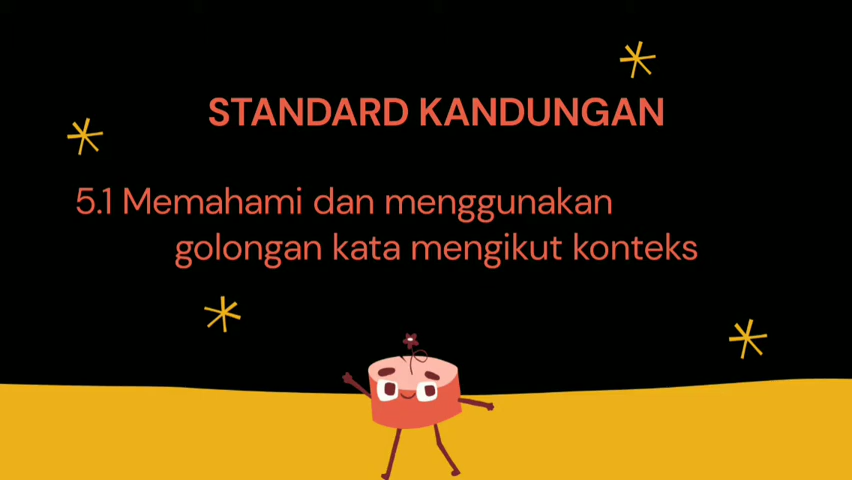 STANDARD KANDUNGAN
5.1 Memahami dan menggunakan
golongan kata mengikut konteks